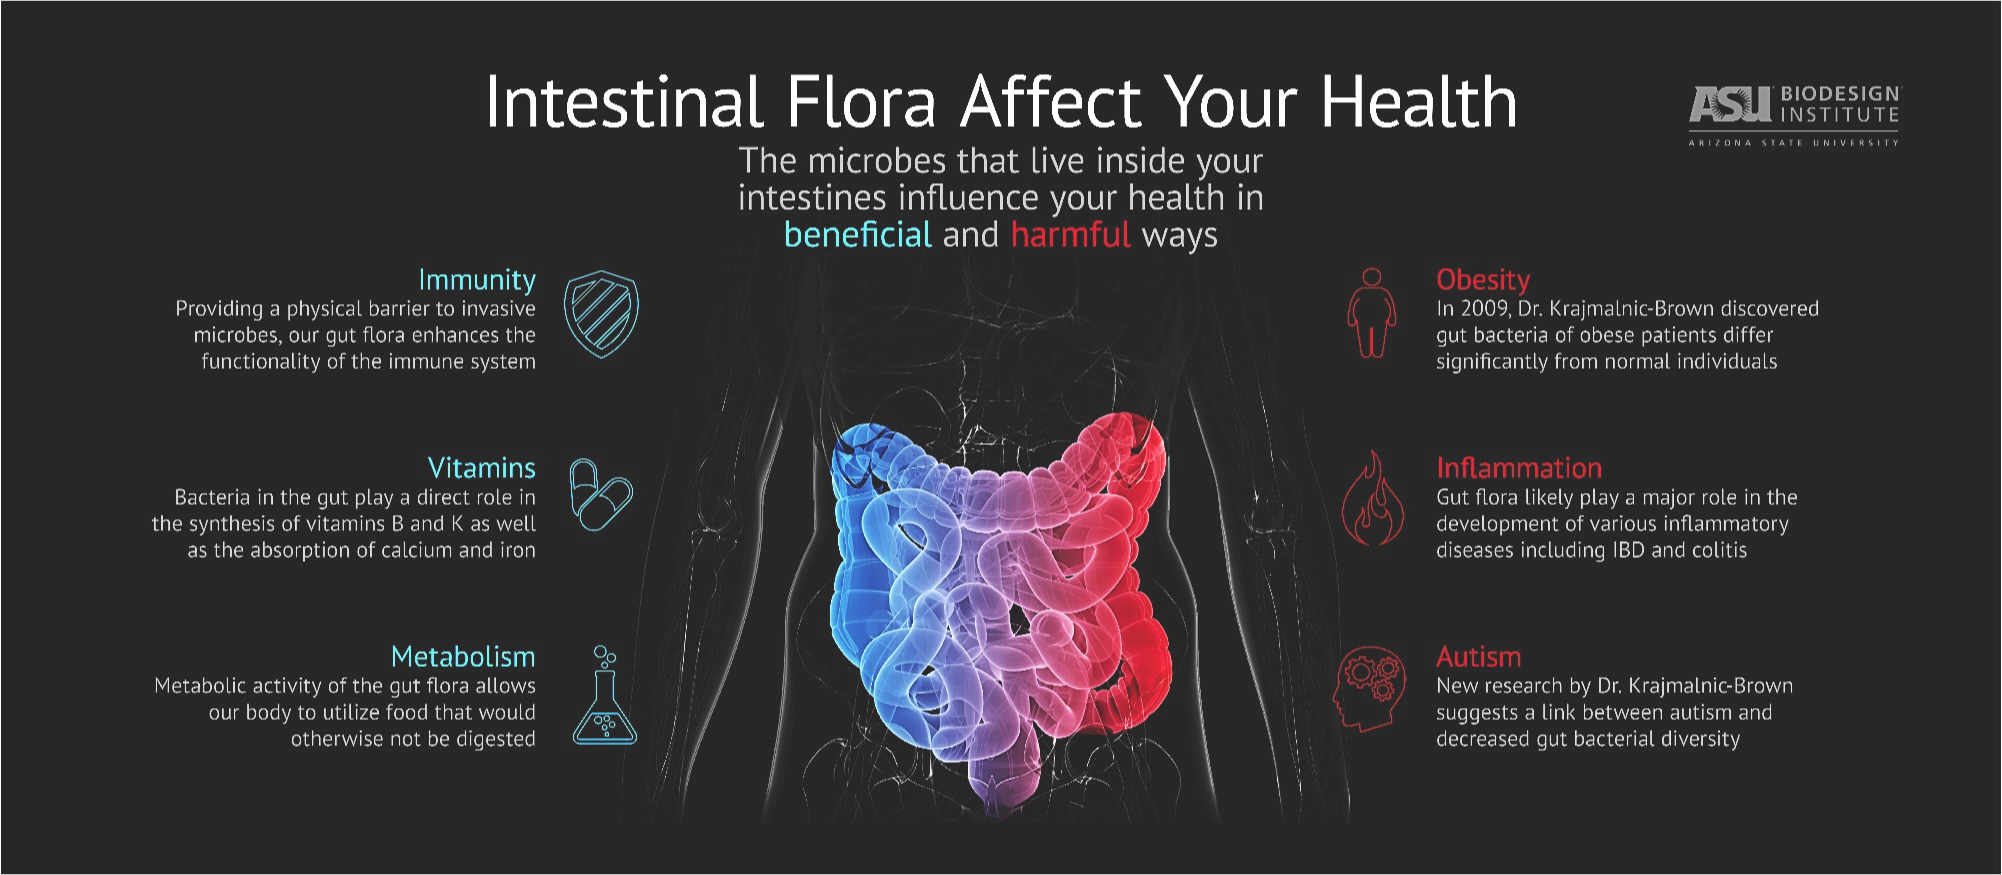 Intestinal Flora Affect Your Health
ASU BIODESIGN
INSTITUTE
ARIZONA STATE UNIVERSITY
The microbes that live inside your
intestines influence your health in
beneficial and harmful ways
Immunity
Providing a physical barrier to invasive
microbes, our gut flora enhances the
functionality of the immune system
Vitamins
Bacteria in the gut play a direct role in
the synthesis of vitamins B and K as well
as the absorption of calcium and iron
Metabolism
Metabolic activity of the gut flora allows
our body to utilize food that would
otherwise not be digested
Obesity
In 2009, Dr. Krajmalnic-Brown discovered
gut bacteria of obese patients differ
significantly from normal individuals
Inflammation
Gut flora likely play a major role in the
development of various inflammatory
diseases including IBD and colitis
Autism
New research by Dr. Krajmalnic-Brown
suggests a link between autism and
decreased gut bacterial diversity